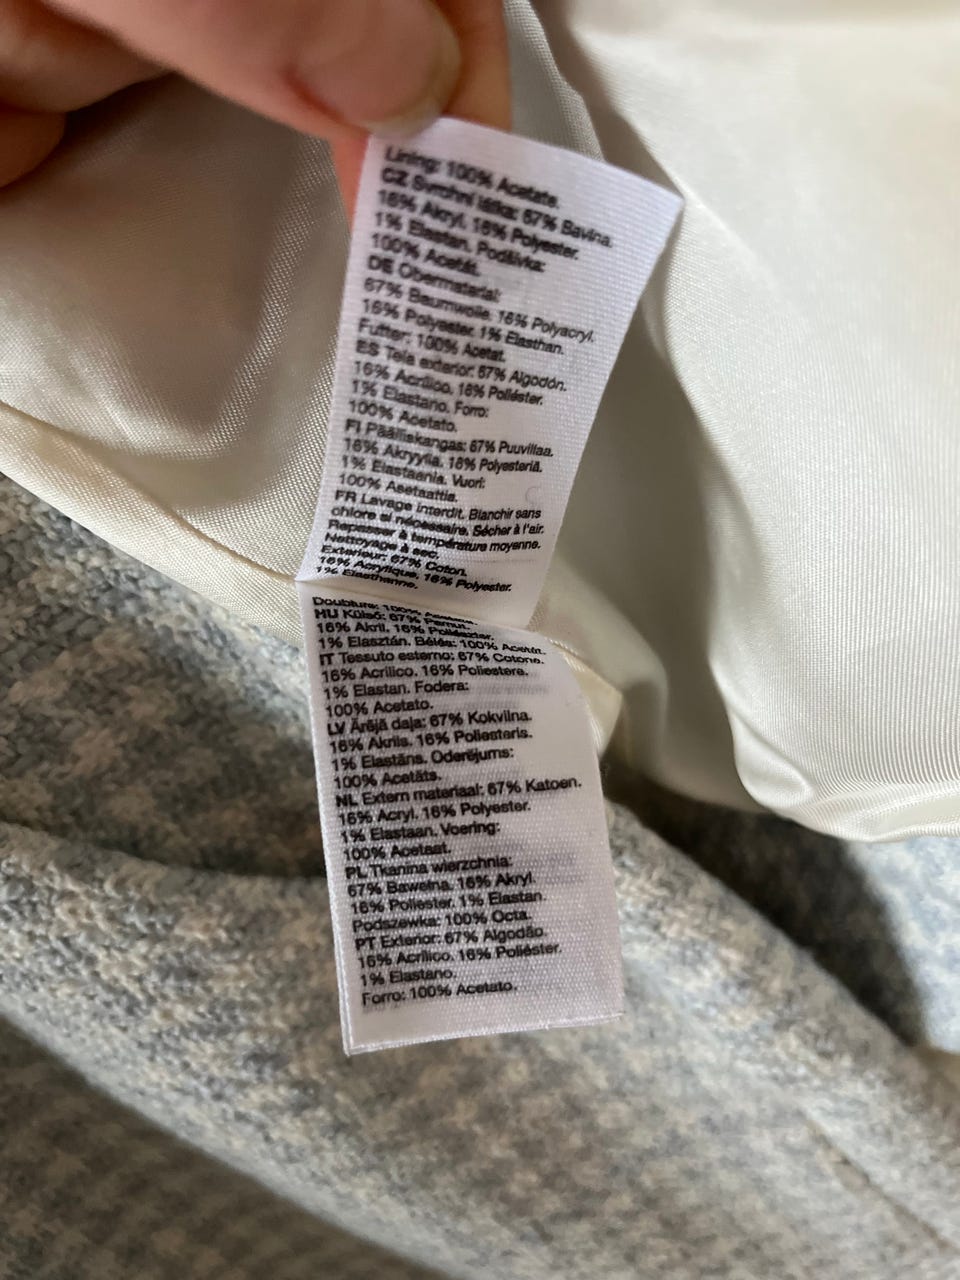 Lining: 100% Acetate.
CZ Svrchní látka: 67% Bavlna.
16% Akryl, 16% Polyester.
1% Elastan. Podšívka:
100% Acetát.
DE Obermaterial:
67% Baumwolle. 16% Polyacryl.
16% Polyester. 1% Elasthan.
Futter: 100% Acetat.
ES Tela exterior: 67% Algodón.
16% Acrílico. 16% Poliéster.
1% Elastano. Forro:
100% Acetato.
FI Päälliskangas: 67% Puuvillaa.
16% Akryylia. 16% Polyesteriä.
1% Elastaania. Vuori:
100% Asetaattia.
FR Lavage interdit. Blanchir sans
chlore si nécessaire. Sécher à l'air.
Repasser à température moyenne.
Nettoyage à sec.
Exterieur: 67% Coton.
16% Acrylique, 16% Polyester.
1% Elasthanne.
Doublure: 100%
HU Külső: 67% Pamut.
16% Akril. 16% Poliészter.
1% Elasztán. Bélés: 100% Acetát.
IT Tessuto esterno: 67% Cotone.
16% Acrilico. 16% Poliestere.
1% Elastan. Fodera:
100% Acetato.
LV Ārējā daļa: 67% Kokvilna.
16% Akrils. 16% Poliesteris.
1% Elastāns. Oderējums:
100% Acetāts.
NL Extern materiaal: 67% Katoen.
16% Acryl. 16% Polyester.
1% Elastaan. Voering:
100% Acetaat.
PL Tkanina wierzchnia:
67% Bawełna. 16% Akryl.
16% Poliester. 1% Elastan.
Podszewka: 100% Octa.
PT Exterior: 67% Algodão.
16% Acrílico. 16% Poliéster.
1% Elastano.
Forro: 100% Acetato.